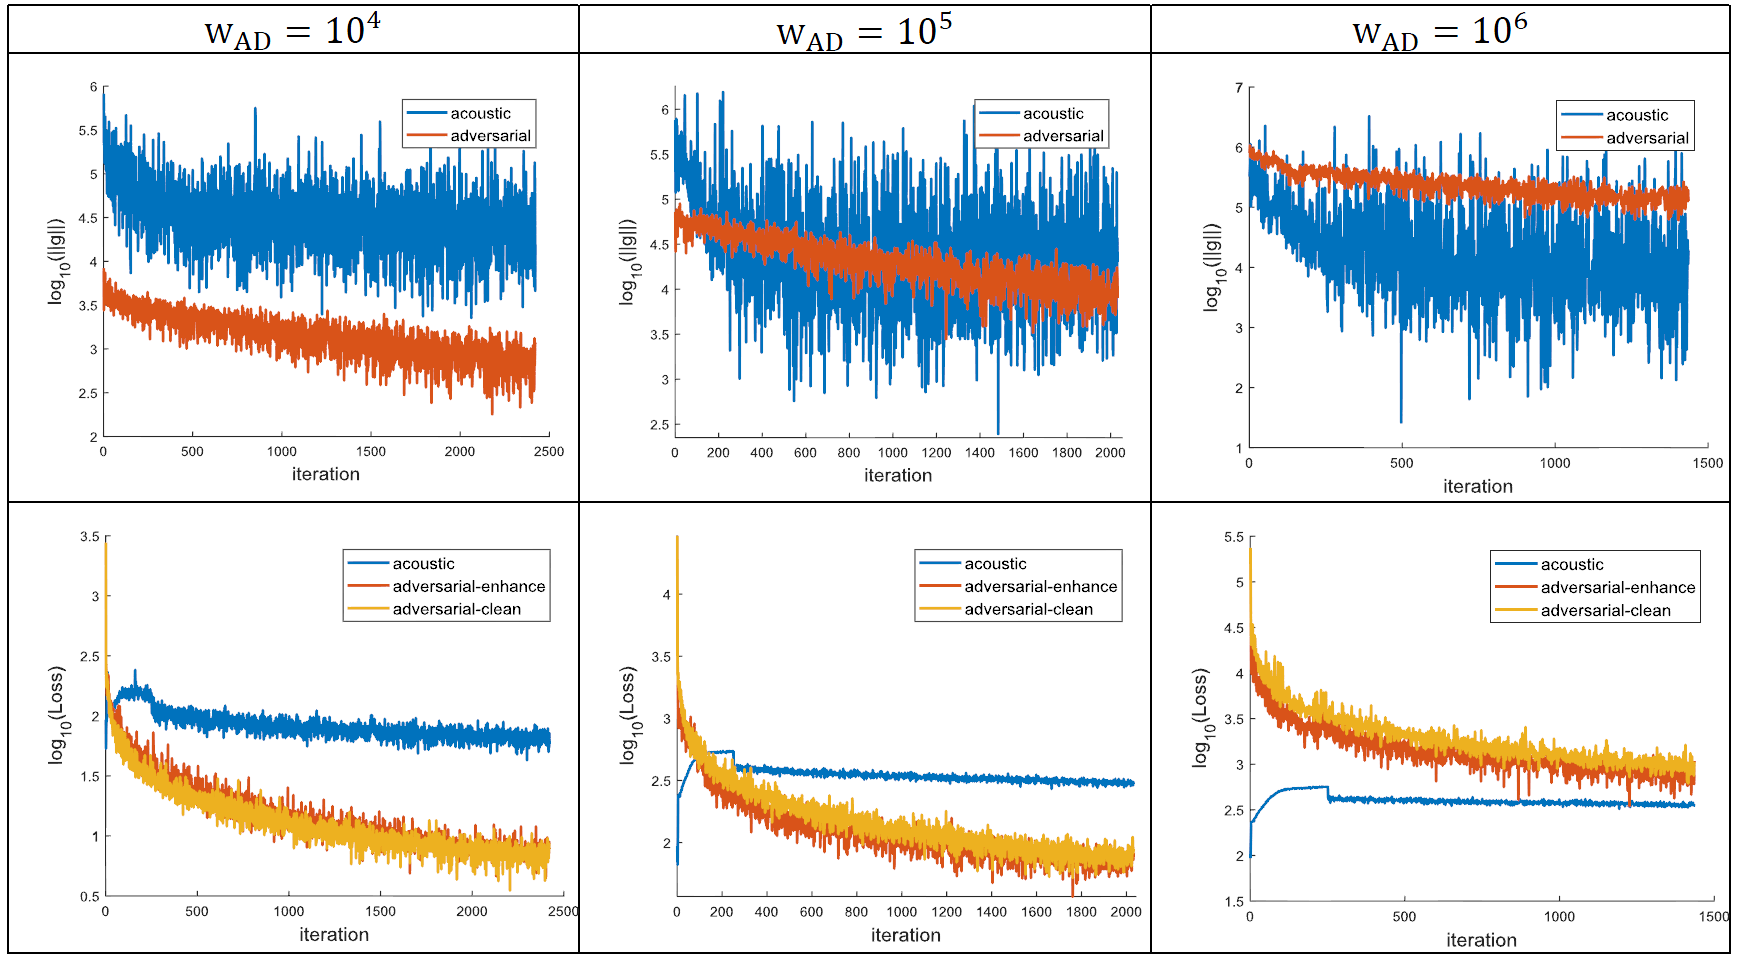 w_AD = 10^4
w_AD = 10^5
w_AD = 10^6
log10(||g||)
6
5.5
5
4.5
4
3.5
3
2.5
2
0 500 1000 1500 2000 2500
iteration
acoustic
adversarial
log10(||g||)
6
5.5
5
4.5
4
3.5
3
2.5
0 200 400 600 800 1000 1200 1400 1600 1800 2000
iteration
acoustic
adversarial
log10(||g||)
7
6
5
4
3
2
1
0 500 1000 1500
iteration
acoustic
adversarial
log10(Loss)
3.5
3
2.5
2
1.5
1
0.5
0 500 1000 1500 2000 2500
iteration
acoustic
adversarial-enhance
adversarial-clean
log10(Loss)
4
3.5
3
2.5
2
0 200 400 600 800 1000 1200 1400 1600 1800 2000
iteration
acoustic
adversarial-enhance
adversarial-clean
log10(Loss)
5.5
5
4.5
4
3.5
3
2.5
2
1.5
0 500 1000 1500
iteration
acoustic
adversarial-enhance
adversarial-clean